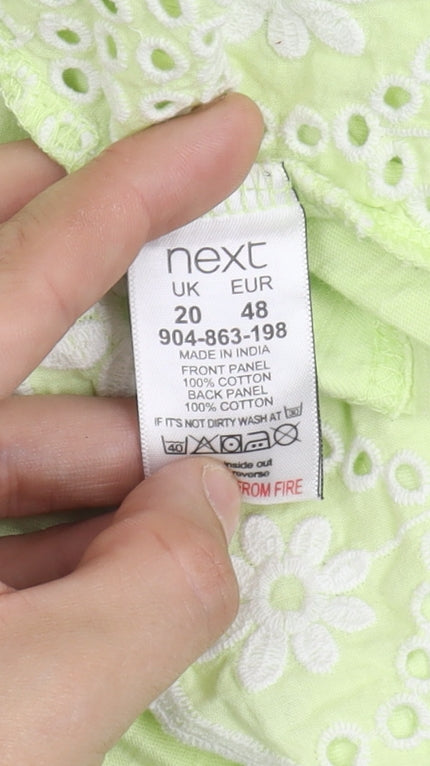 next
UK EUR
20 48
904-863-198
MADE IN INDIA
FRONT PANEL
100% COTTON
BACK PANEL
100% COTTON
IF IT'S NOT DIRTY WASH AT 30
40
inside out
reverse
FROM FIRE